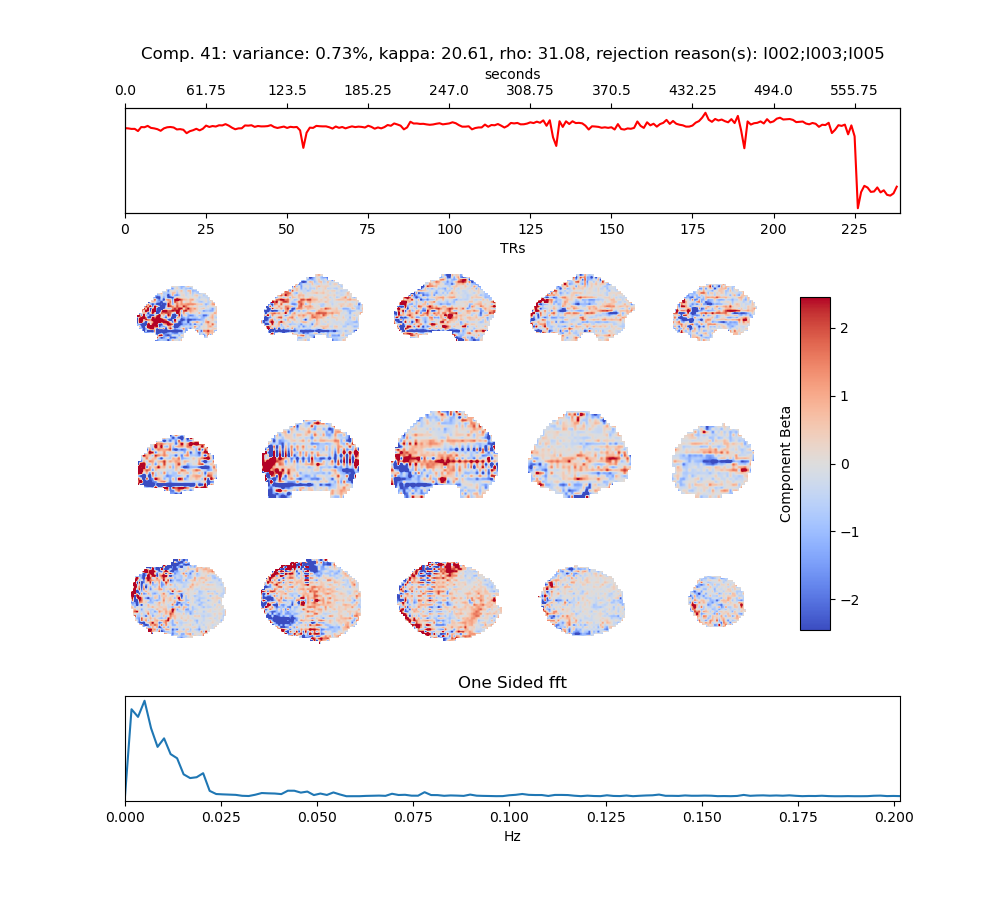 Comp. 41: variance: 0.73%, kappa: 20.61, rho: 31.08, rejection reason(s): I002;I003;I005
seconds
0.0 61.75 123.5 185.25 247.0 308.75 370.5 432.25 494.0 555.75
0 25 50 75 100 125 150 175 200 225
TRs
2
1
0
−1
−2
Component Beta
One Sided fft
0.000 0.025 0.050 0.075 0.100 0.125 0.150 0.175 0.200
Hz